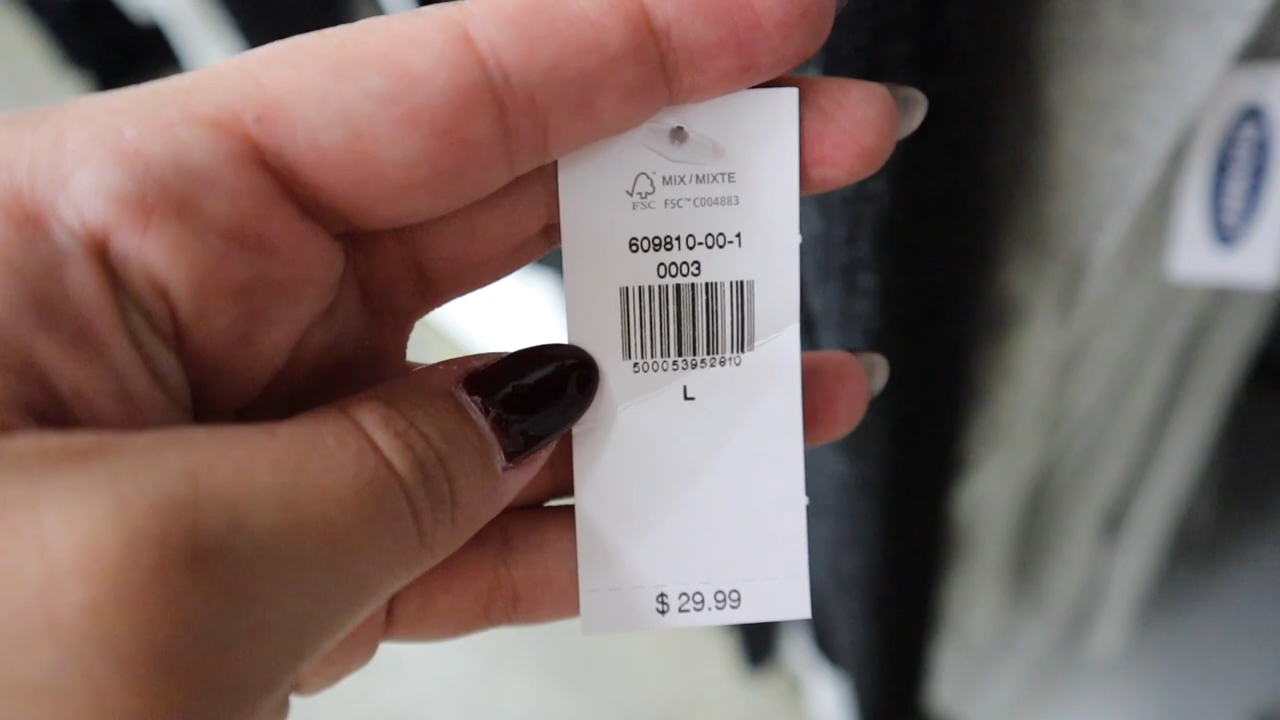 MIX/MIXTE
FSC FSC™ C004883
609810-00-1
0003
500053952810
L
$ 29.99